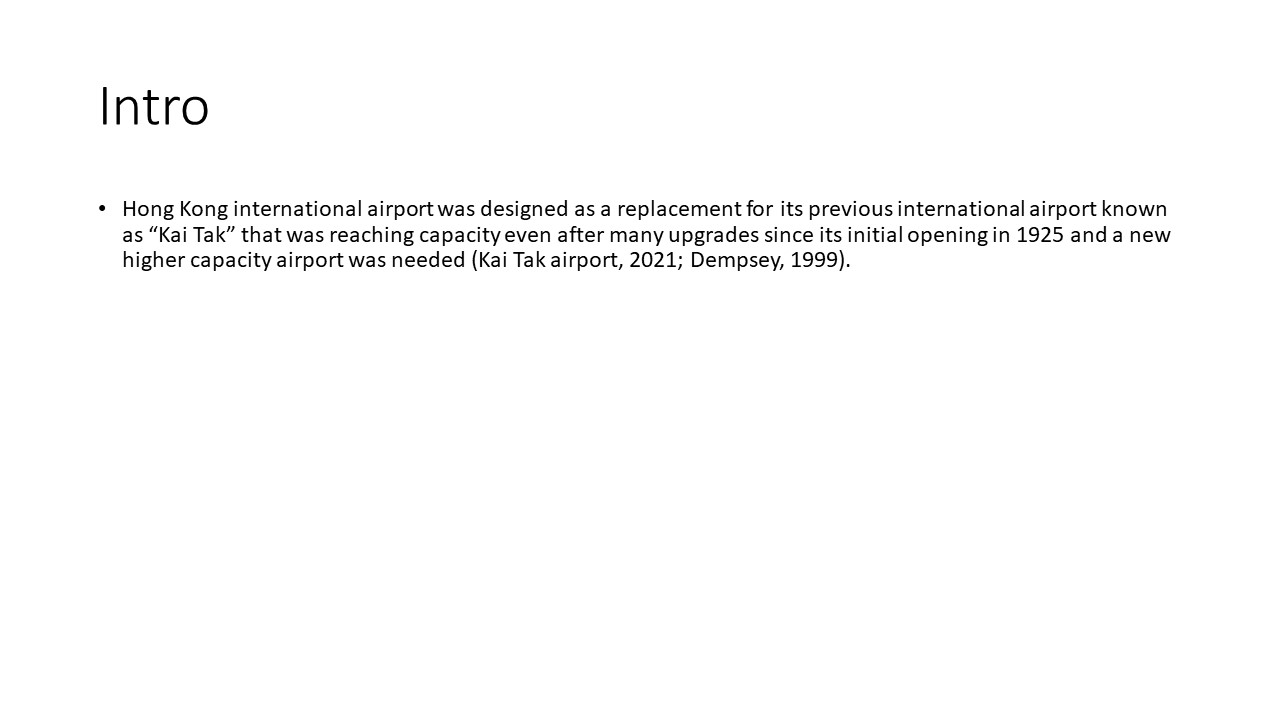 Intro
• Hong Kong international airport was designed as a replacement for its previous international airport known
as “Kai Tak” that was reaching capacity even after many upgrades since its initial opening in 1925 and a new
higher capacity airport was needed (Kai Tak airport, 2021; Dempsey, 1999).